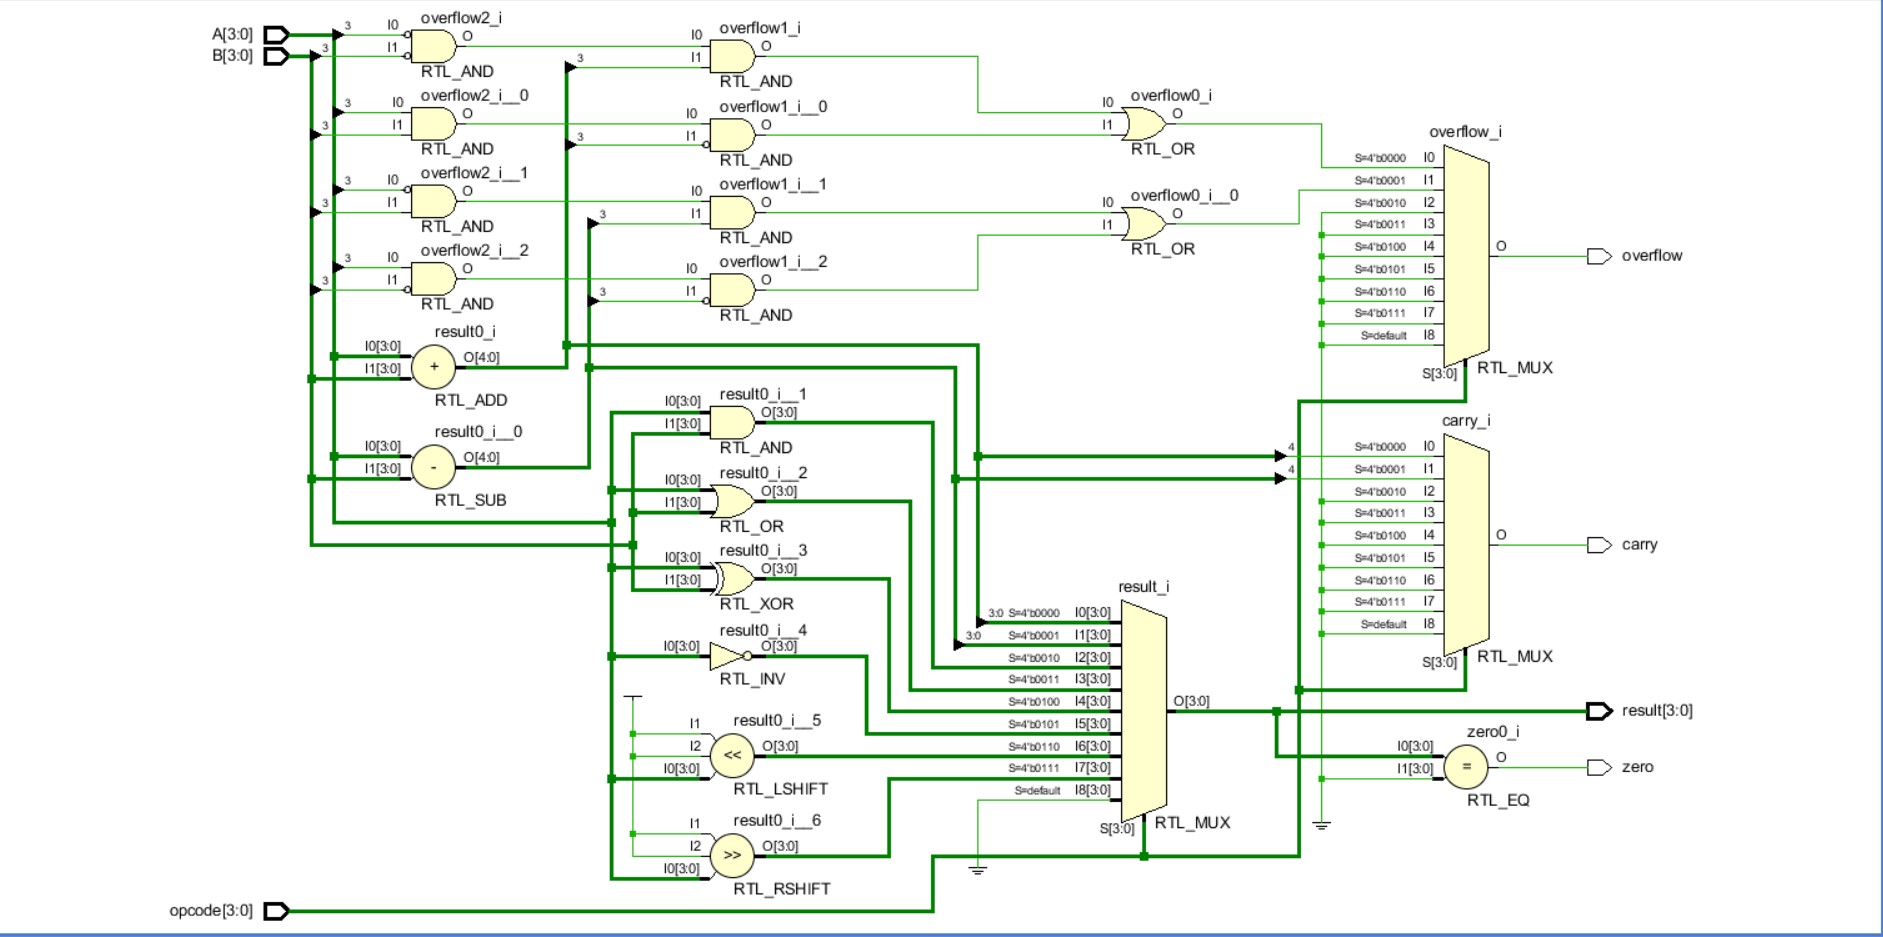 A[3:0]
B[3:0]
3
3
I0
I1
overflow2_i
O
RTL_AND
3
3
I0
I1
overflow2_i__0
O
RTL_AND
3
3
I0
I1
overflow2_i__1
O
RTL_AND
3
3
I0
I1
overflow2_i__2
O
RTL_AND
I0[3:0]
I1[3:0]
result0_i
+
O[4:0]
RTL_ADD
I0[3:0]
I1[3:0]
result0_i__0
-
O[4:0]
RTL_SUB
3
I0
I1
overflow1_i
O
RTL_AND
3
I0
I1
overflow1_i__0
O
RTL_AND
3
I0
I1
overflow1_i__1
O
RTL_AND
3
I0
I1
overflow1_i__2
O
RTL_AND
I0[3:0]
I1[3:0]
result0_i__1
O[3:0]
RTL_AND
I0[3:0]
I1[3:0]
result0_i__2
O[3:0]
RTL_OR
I0[3:0]
I1[3:0]
result0_i__3
O[3:0]
RTL_XOR
I0[3:0]
result0_i__4
O[3:0]
RTL_INV
I1
I2
I0[3:0]
result0_i__5
<<
O[3:0]
RTL_LSHIFT
I1
I2
I0[3:0]
result0_i__6
>>
O[3:0]
RTL_RSHIFT
opcode[3:0]
I0
I1
overflow0_i
O
RTL_OR
I0
I1
overflow0_i__0
O
RTL_OR
result_i
3:0 S=4'b0000 I0[3:0]
3:0 S=4'b0001 I1[3:0]
S=4'b0010 I2[3:0]
S=4'b0011 I3[3:0]
S=4'b0100 I4[3:0]
S=4'b0101 I5[3:0]
S=4'b0110 I6[3:0]
S=4'b0111 I7[3:0]
S=default I8[3:0]
S[3:0]
O[3:0]
RTL_MUX
overflow_i
S=4'b0000 I0
S=4'b0001 I1
S=4'b0010 I2
S=4'b0011 I3
S=4'b0100 I4
S=4'b0101 I5
S=4'b0110 I6
S=4'b0111 I7
S=default I8
S[3:0]
O
RTL_MUX
overflow
carry_i
4 S=4'b0000 I0
4 S=4'b0001 I1
S=4'b0010 I2
S=4'b0011 I3
S=4'b0100 I4
S=4'b0101 I5
S=4'b0110 I6
S=4'b0111 I7
S=default I8
S[3:0]
O
RTL_MUX
carry
result[3:0]
zero0_i
I0[3:0]
I1[3:0]
=
O
RTL_EQ
zero